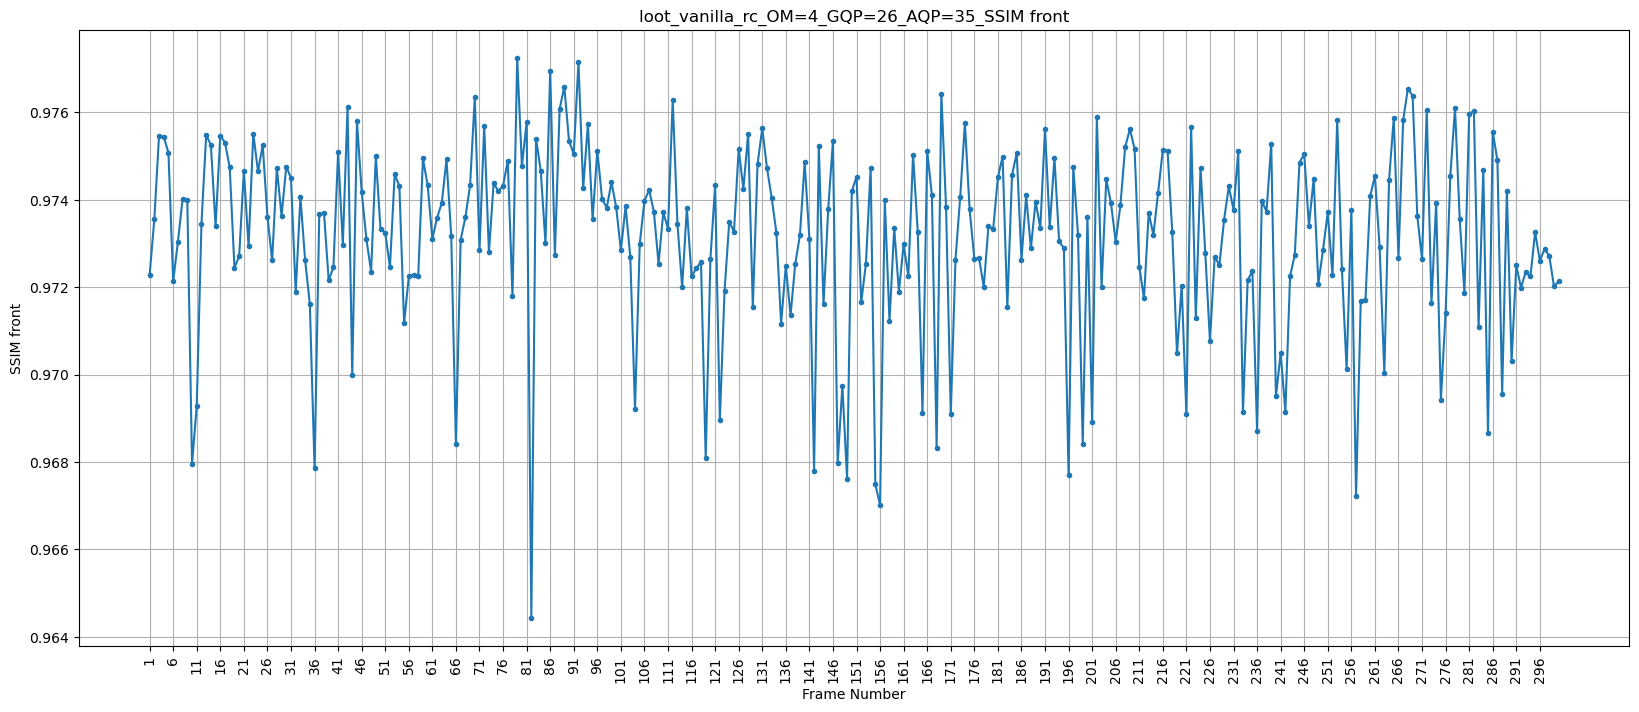 loot_vanilla_rc_OM=4_GQP=26_AQP=35_SSIM front
SSIM front
0.976
0.974
0.972
0.970
0.968
0.966
0.964
1 6 11 16 21 26 31 36 41 46 51 56 61 66 71 76 81 86 91 96 101 106 111 116 121 126 131 136 141 146 151 156 161 166 171 176 181 186 191 196 201 206 211 216 221 226 231 236 241 246 251 256 261 266 271 276 281 286 291 296
Frame Number